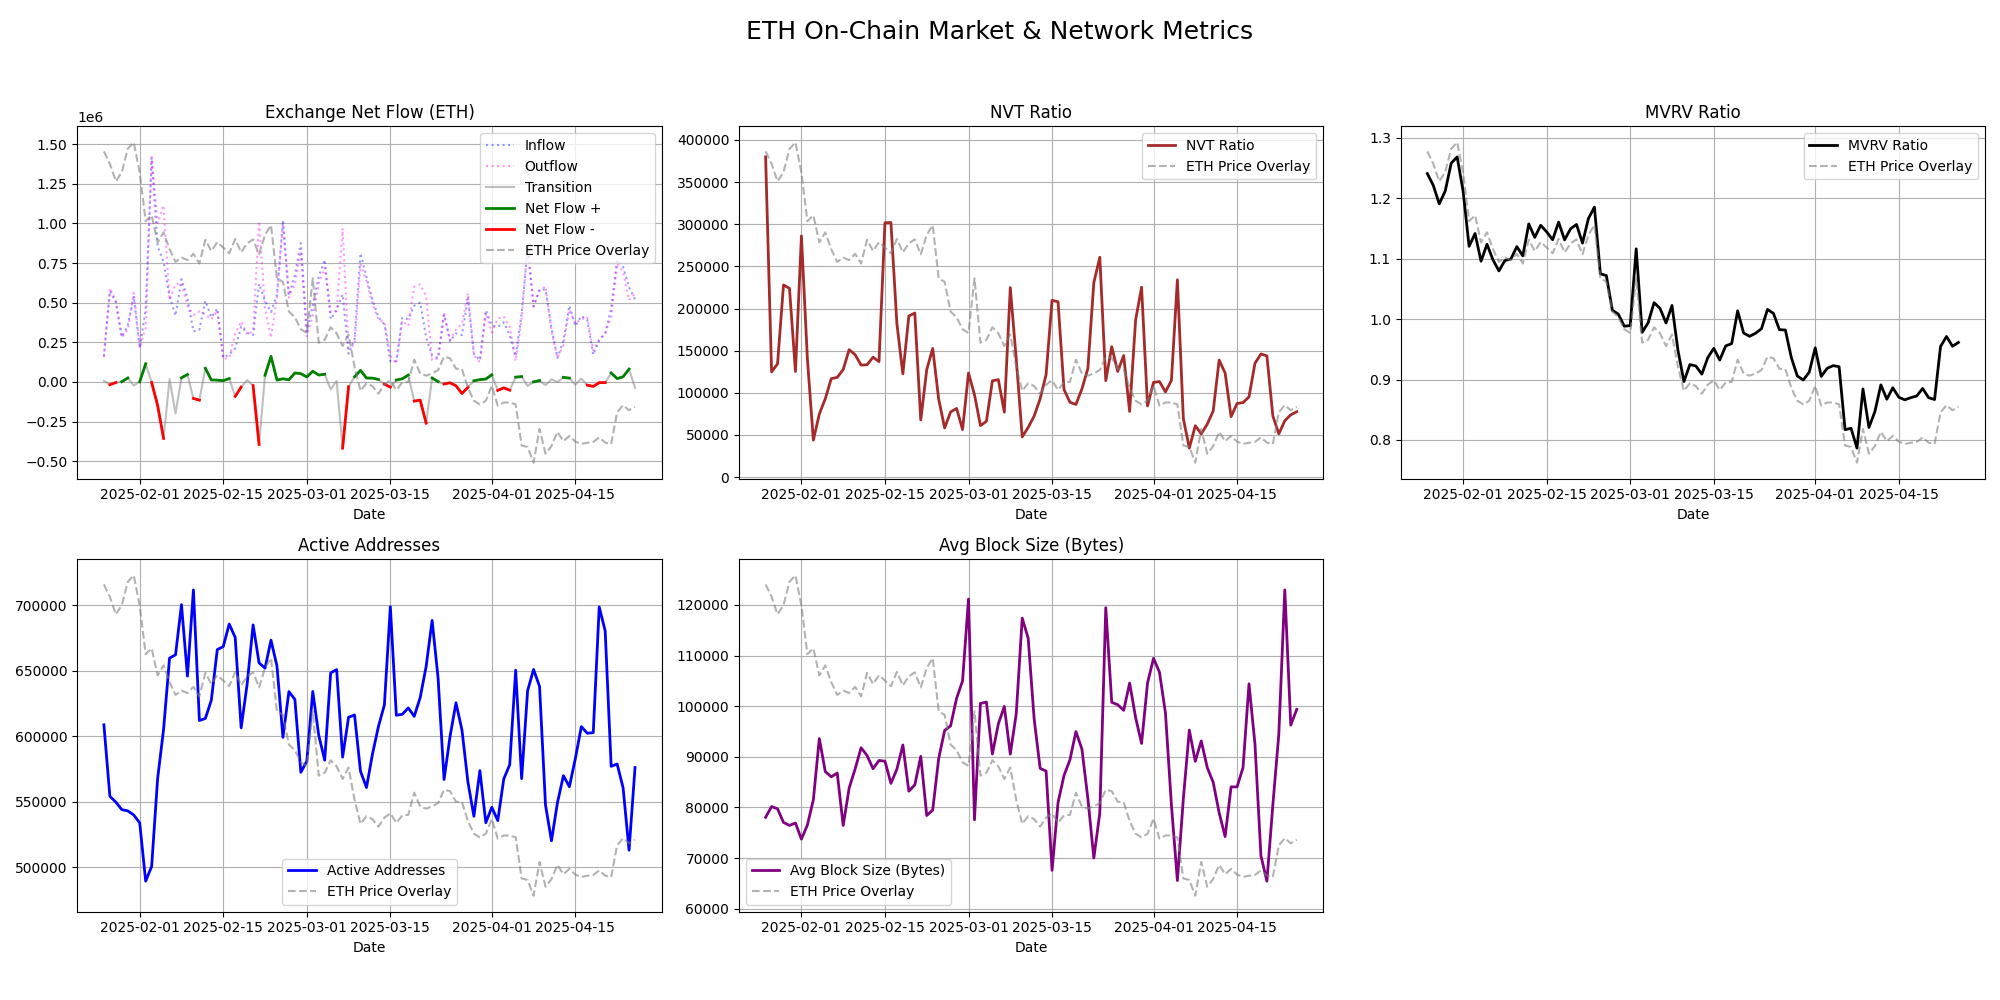 ETH On-Chain Market & Network Metrics
Exchange Net Flow (ETH)
1e6
1.50
1.25
1.00
0.75
0.50
0.25
0.00
−0.25
−0.50
Inflow
Outflow
Transition
Net Flow +
Net Flow -
ETH Price Overlay
2025-02-01 2025-02-15 2025-03-01 2025-03-15 2025-04-01 2025-04-15
Date
NVT Ratio
400000
350000
300000
250000
200000
150000
100000
50000
0
NVT Ratio
ETH Price Overlay
2025-02-01 2025-02-15 2025-03-01 2025-03-15 2025-04-01 2025-04-15
Date
MVRV Ratio
1.3
1.2
1.1
1.0
0.9
0.8
MVRV Ratio
ETH Price Overlay
2025-02-01 2025-02-15 2025-03-01 2025-03-15 2025-04-01 2025-04-15
Date
Active Addresses
700000
650000
600000
550000
500000
Active Addresses
ETH Price Overlay
2025-02-01 2025-02-15 2025-03-01 2025-03-15 2025-04-01 2025-04-15
Date
Avg Block Size (Bytes)
120000
110000
100000
90000
80000
70000
60000
Avg Block Size (Bytes)
ETH Price Overlay
2025-02-01 2025-02-15 2025-03-01 2025-03-15 2025-04-01 2025-04-15
Date